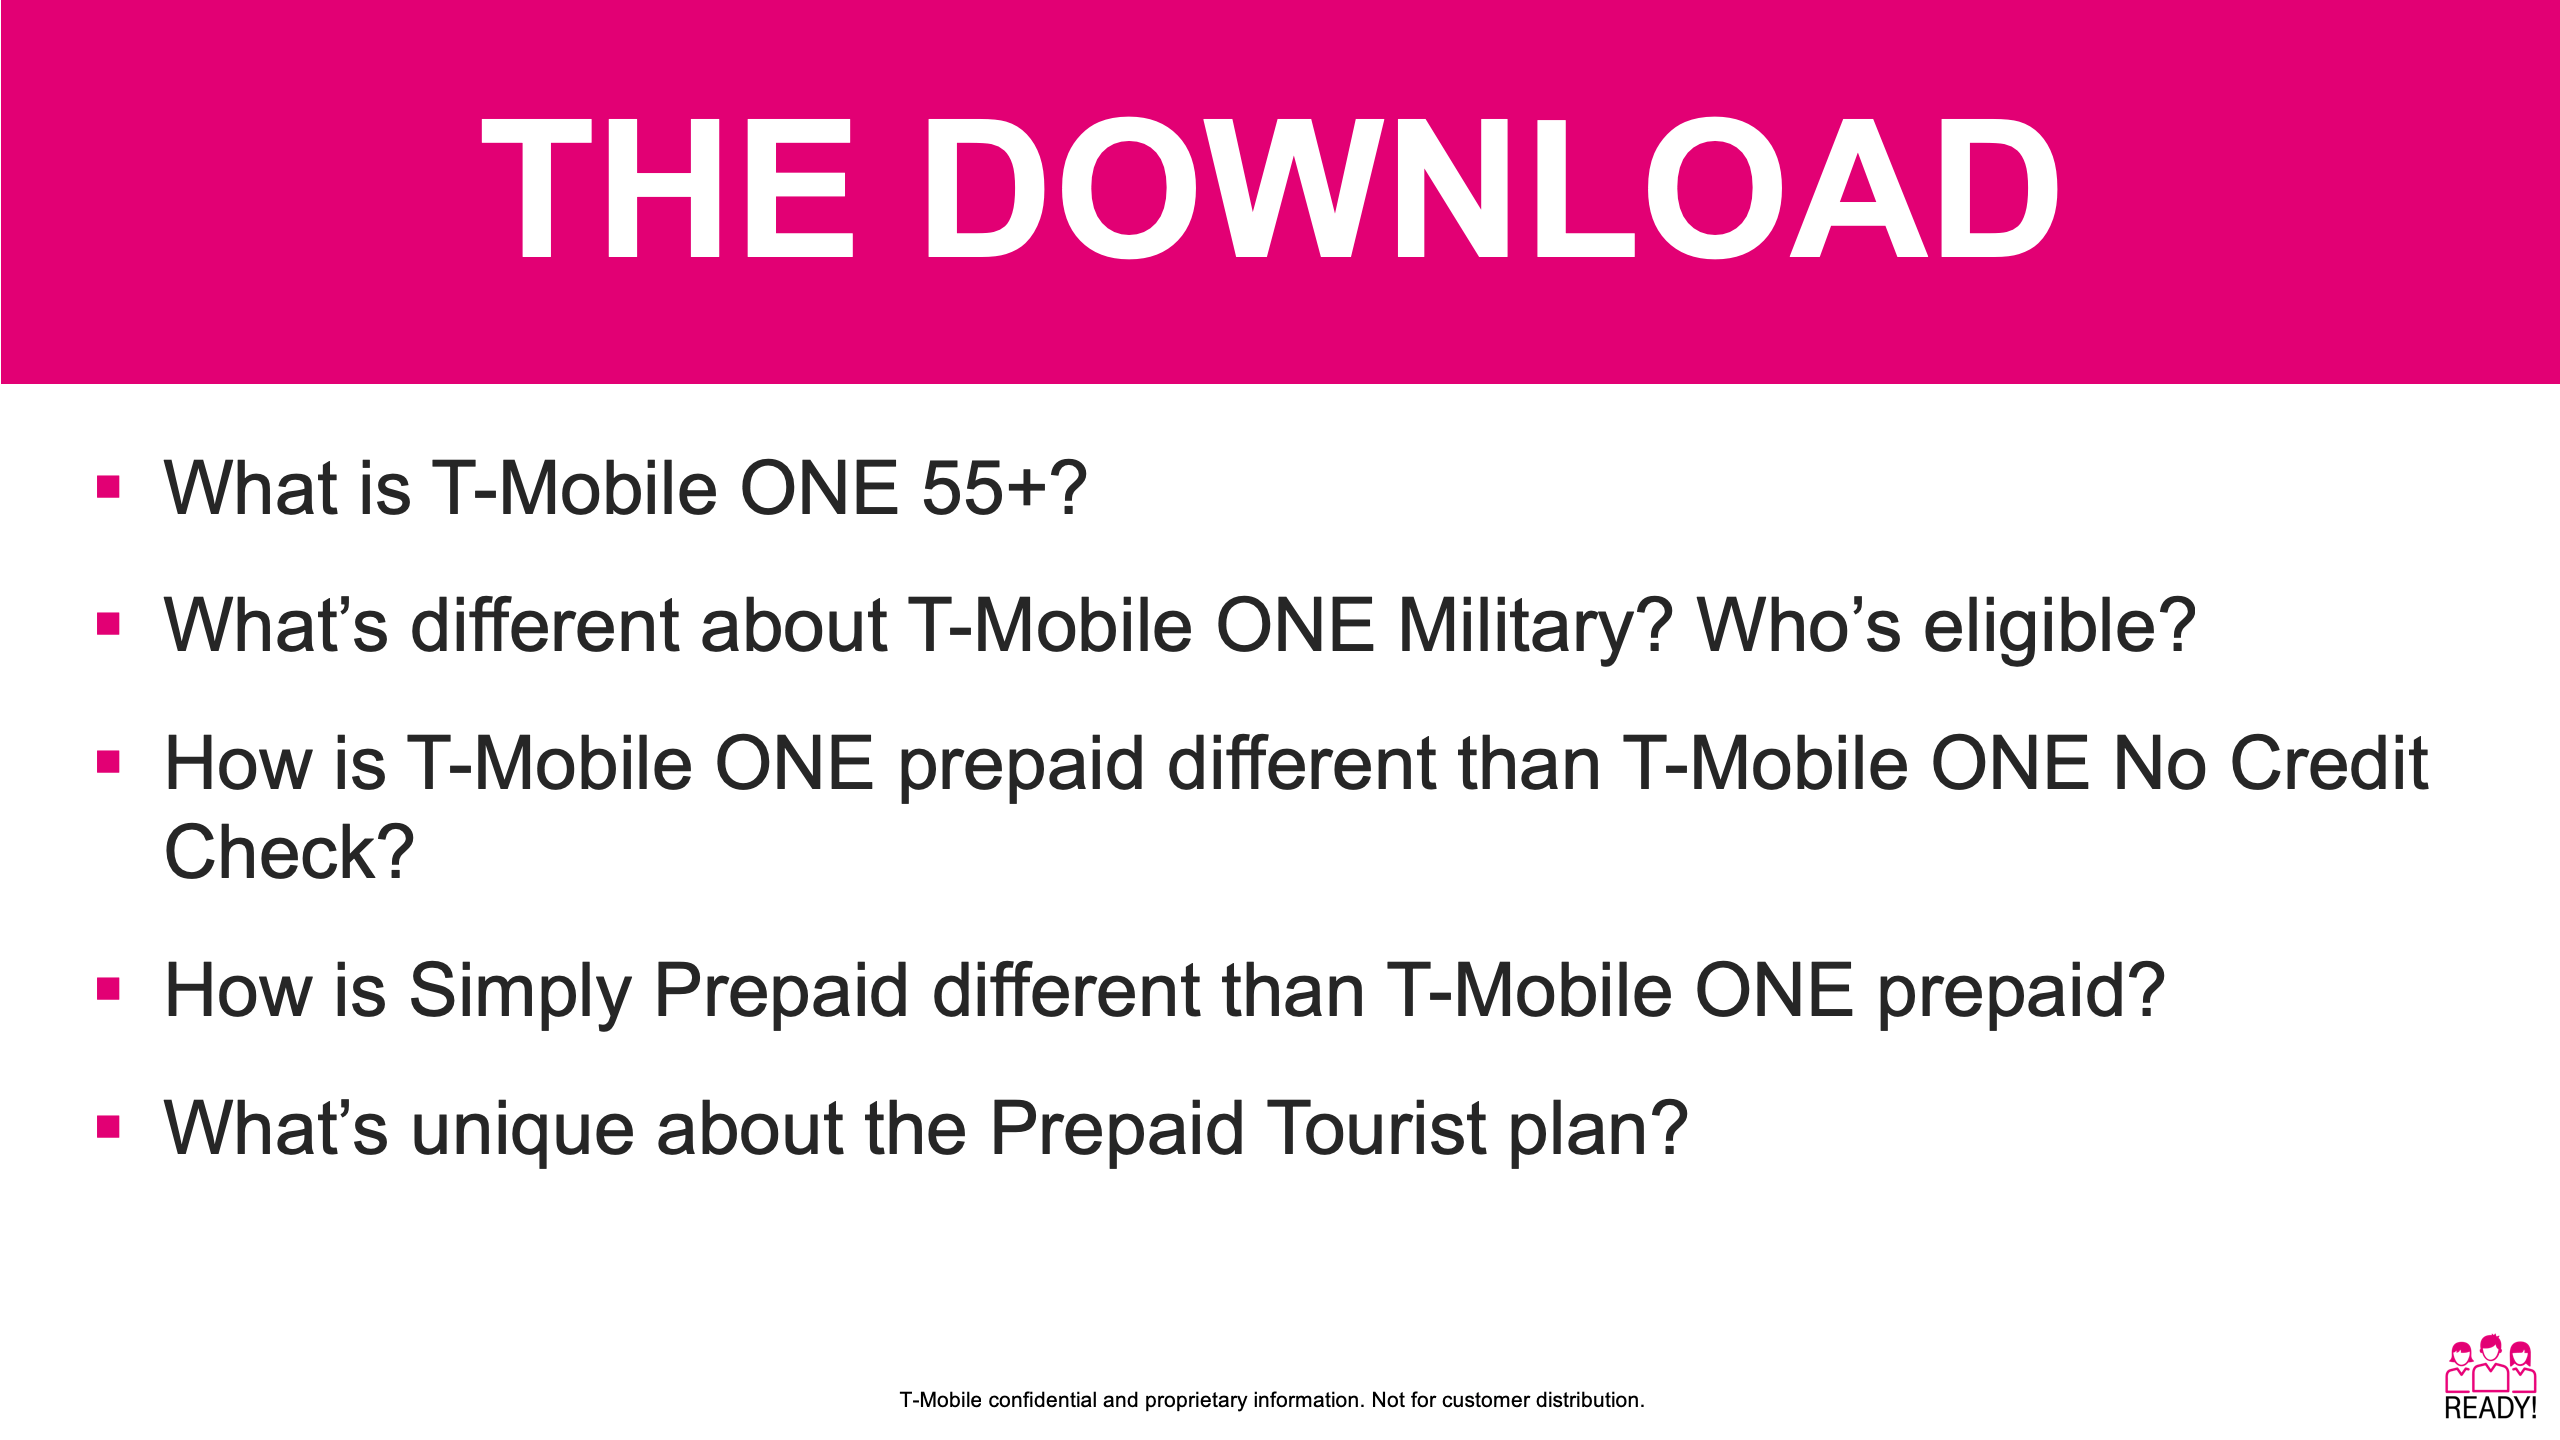 THE DOWNLOAD
▪ What is T-Mobile ONE 55+?
▪ What’s different about T-Mobile ONE Military? Who’s eligible?
▪ How is T-Mobile ONE prepaid different than T-Mobile ONE No Credit
Check?
▪ How is Simply Prepaid different than T-Mobile ONE prepaid?
▪ What’s unique about the Prepaid Tourist plan?
T-Mobile confidential and proprietary information. Not for customer distribution.
READY!